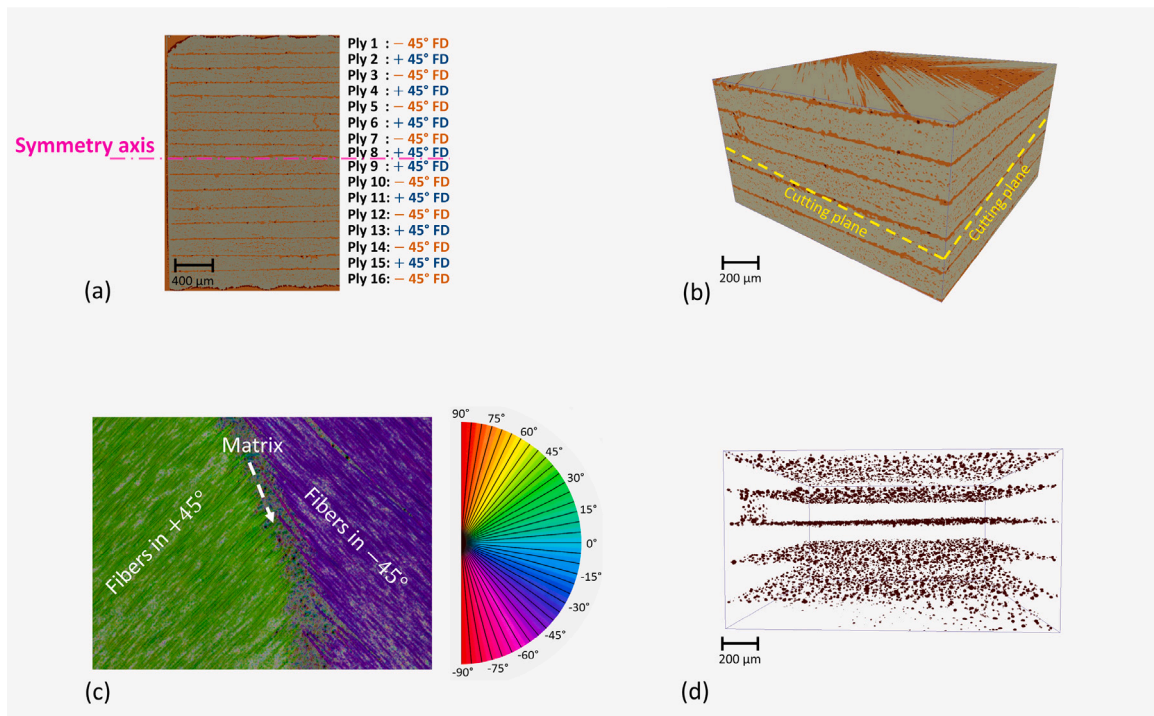 Symmetry axis
Ply 1 : − 45° FD
Ply 2 : + 45° FD
Ply 3 : − 45° FD
Ply 4 : + 45° FD
Ply 5 : − 45° FD
Ply 6 : + 45° FD
Ply 7 : − 45° FD
Ply 8 : + 45° FD
Ply 9 : + 45° FD
Ply 10: − 45° FD
Ply 11: + 45° FD
Ply 12: − 45° FD
Ply 13: + 45° FD
Ply 14: − 45° FD
Ply 15: + 45° FD
Ply 16: − 45° FD
400 µm
(a)
Cutting plane
Cutting plane
200 µm
(b)
Matrix
Fibers in +45°
Fibers in −45°
90°
75°
60°
45°
30°
15°
0°
-15°
-30°
-45°
-60°
-75°
-90°
(c)
200 µm
(d)